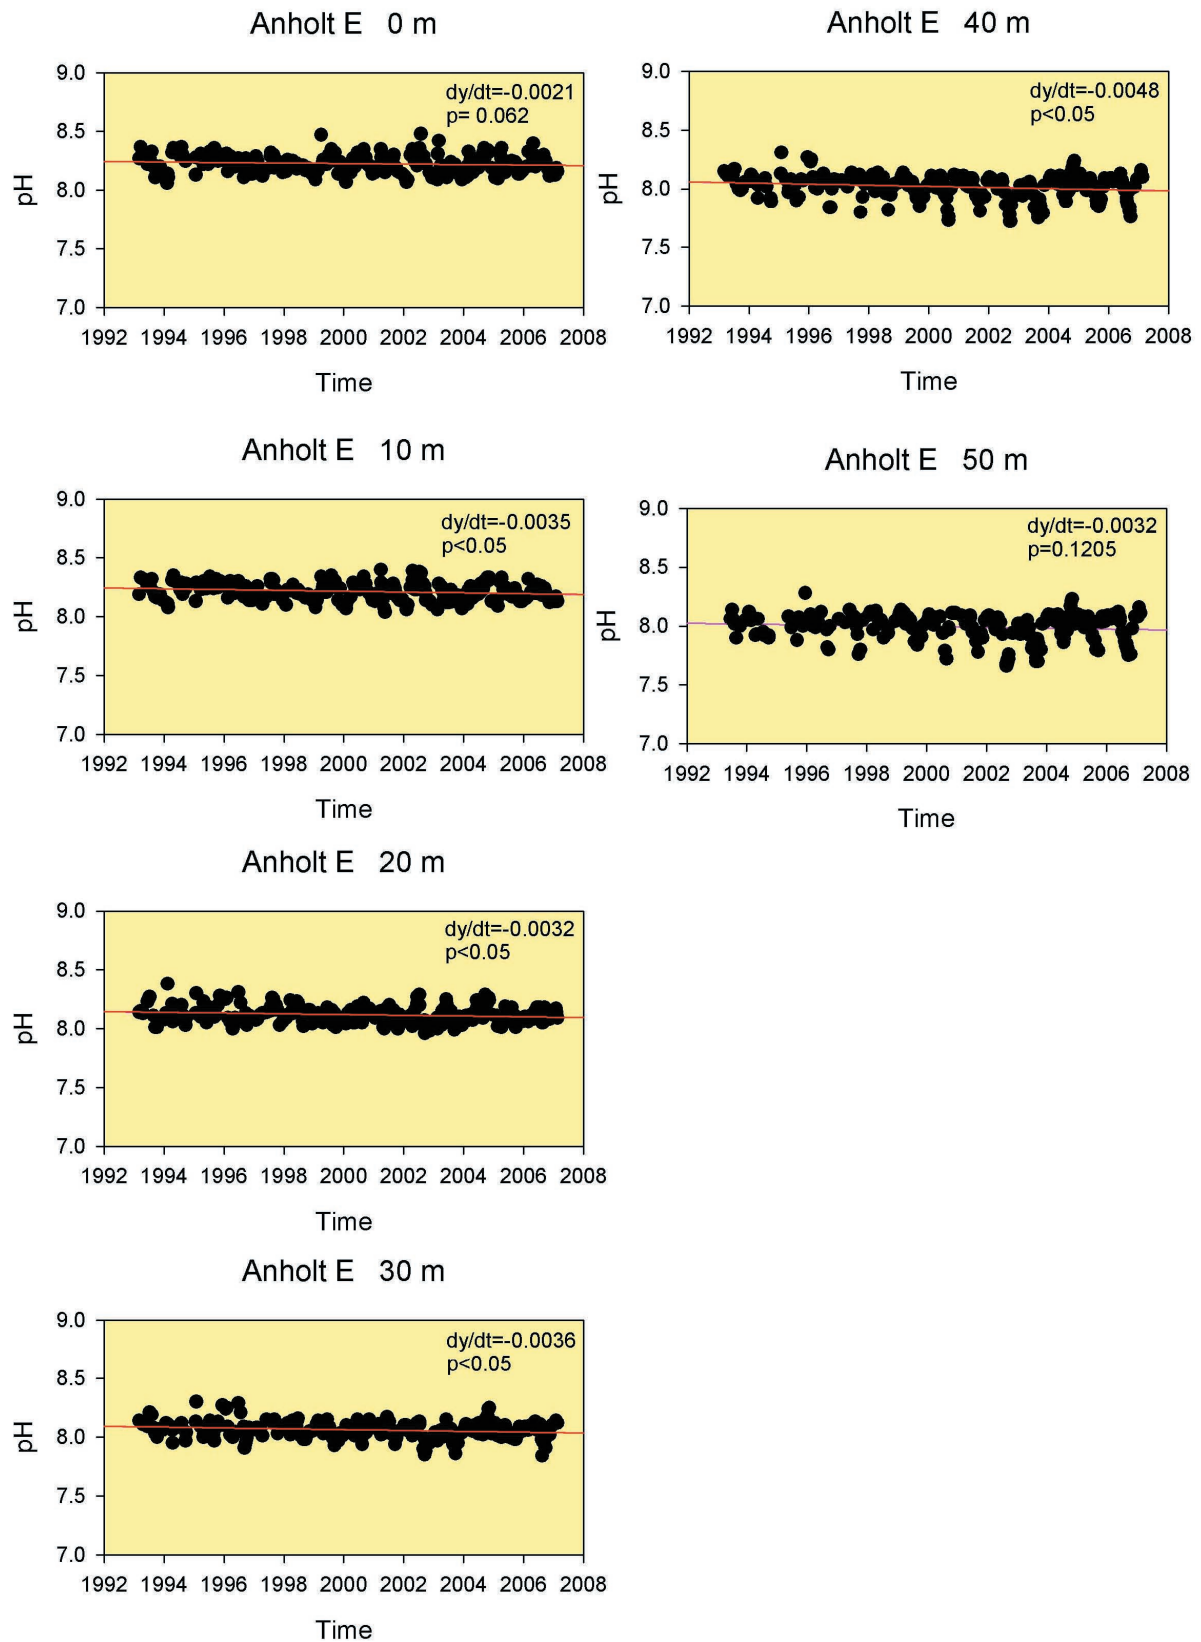 Anholt E 0 m
dy/dt=-0.0021
p= 0.062
9.0
8.5
8.0
7.5
7.0
pH
1992 1994 1996 1998 2000 2002 2004 2006 2008
Time
Anholt E 40 m
dy/dt=-0.0048
p<0.05
9.0
8.5
8.0
7.5
7.0
pH
1992 1994 1996 1998 2000 2002 2004 2006 2008
Time
Anholt E 10 m
dy/dt=-0.0035
p<0.05
9.0
8.5
8.0
7.5
7.0
pH
1992 1994 1996 1998 2000 2002 2004 2006 2008
Time
Anholt E 50 m
dy/dt=-0.0032
p=0.1205
9.0
8.5
8.0
7.5
7.0
pH
1992 1994 1996 1998 2000 2002 2004 2006 2008
Time
Anholt E 20 m
dy/dt=-0.0032
p<0.05
9.0
8.5
8.0
7.5
7.0
pH
1992 1994 1996 1998 2000 2002 2004 2006 2008
Time
Anholt E 30 m
dy/dt=-0.0036
p<0.05
9.0
8.5
8.0
7.5
7.0
pH
1992 1994 1996 1998 2000 2002 2004 2006 2008
Time